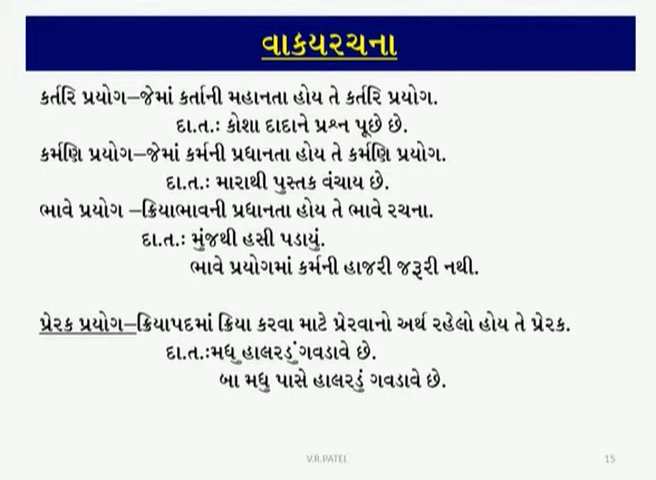 વાક્યરચના
કર્તરિ પ્રયોગ–જેમાં કર્તાની મહાનતા હોય તે કર્તરિ પ્રયોગ.
દા.ત.: કોશા દાદાને પ્રશ્ન પૂછે છે.
કર્મણિ પ્રયોગ–જેમાં કર્મની પ્રધાનતા હોય તે કર્મણિ પ્રયોગ.
દા.ત.: મારાથી પુસ્તક વંચાય છે.
ભાવે પ્રયોગ –ક્રિયાભાવની પ્રધાનતા હોય તે ભાવે રચના.
દા.ત.: મુંજથી હસી પડાયું.
ભાવે પ્રયોગમાં કર્મની હાજરી જરૂરી નથી.
પ્રેરક પ્રયોગ–ક્રિયાપદમાં ક્રિયા કરવા માટે પ્રેરવાનો અર્થ રહેલો હોય તે પ્રેરક.
દા.ત.:મધુ હાલરડું ગવડાવે છે.
બા મધુ પાસે હાલરડું ગવડાવે છે.
V.R.PATEL 15